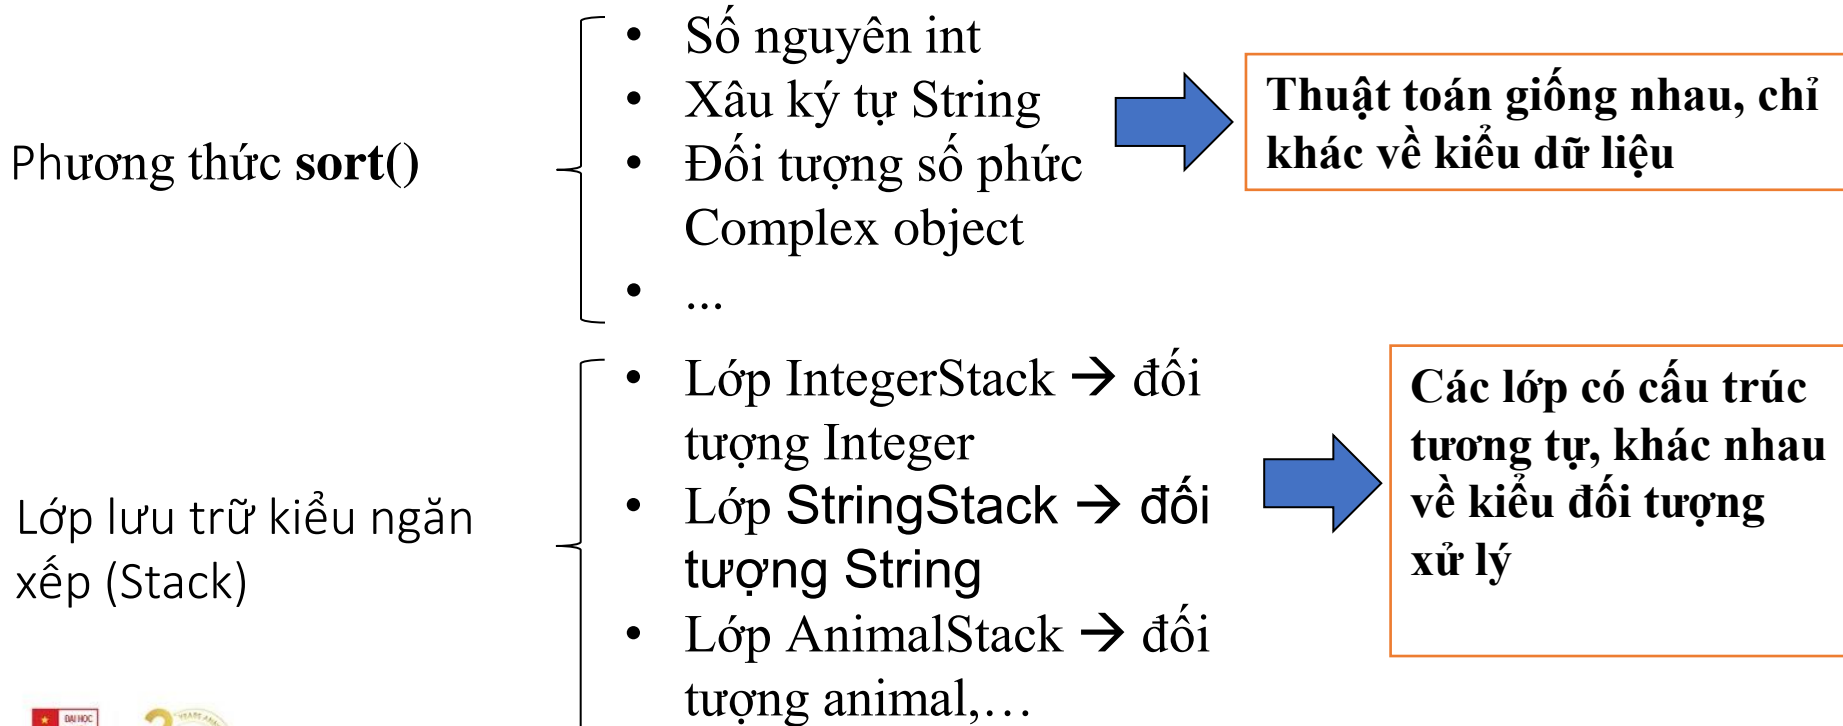 • Số nguyên int
• Xâu ký tự String
• Đối tượng số phức
Complex object
• ...
Phương thức sort()
Thuật toán giống nhau, chỉ
khác về kiểu dữ liệu
• Lớp IntegerStack → đối
tượng Integer
• Lớp StringStack → đối
tượng String
• Lớp AnimalStack → đối
tượng animal,…
Lớp lưu trữ kiểu ngăn
xếp (Stack)
Các lớp có cấu trúc
tương tự, khác nhau
về kiểu đối tượng
xử lý
ĐẠI HỌC